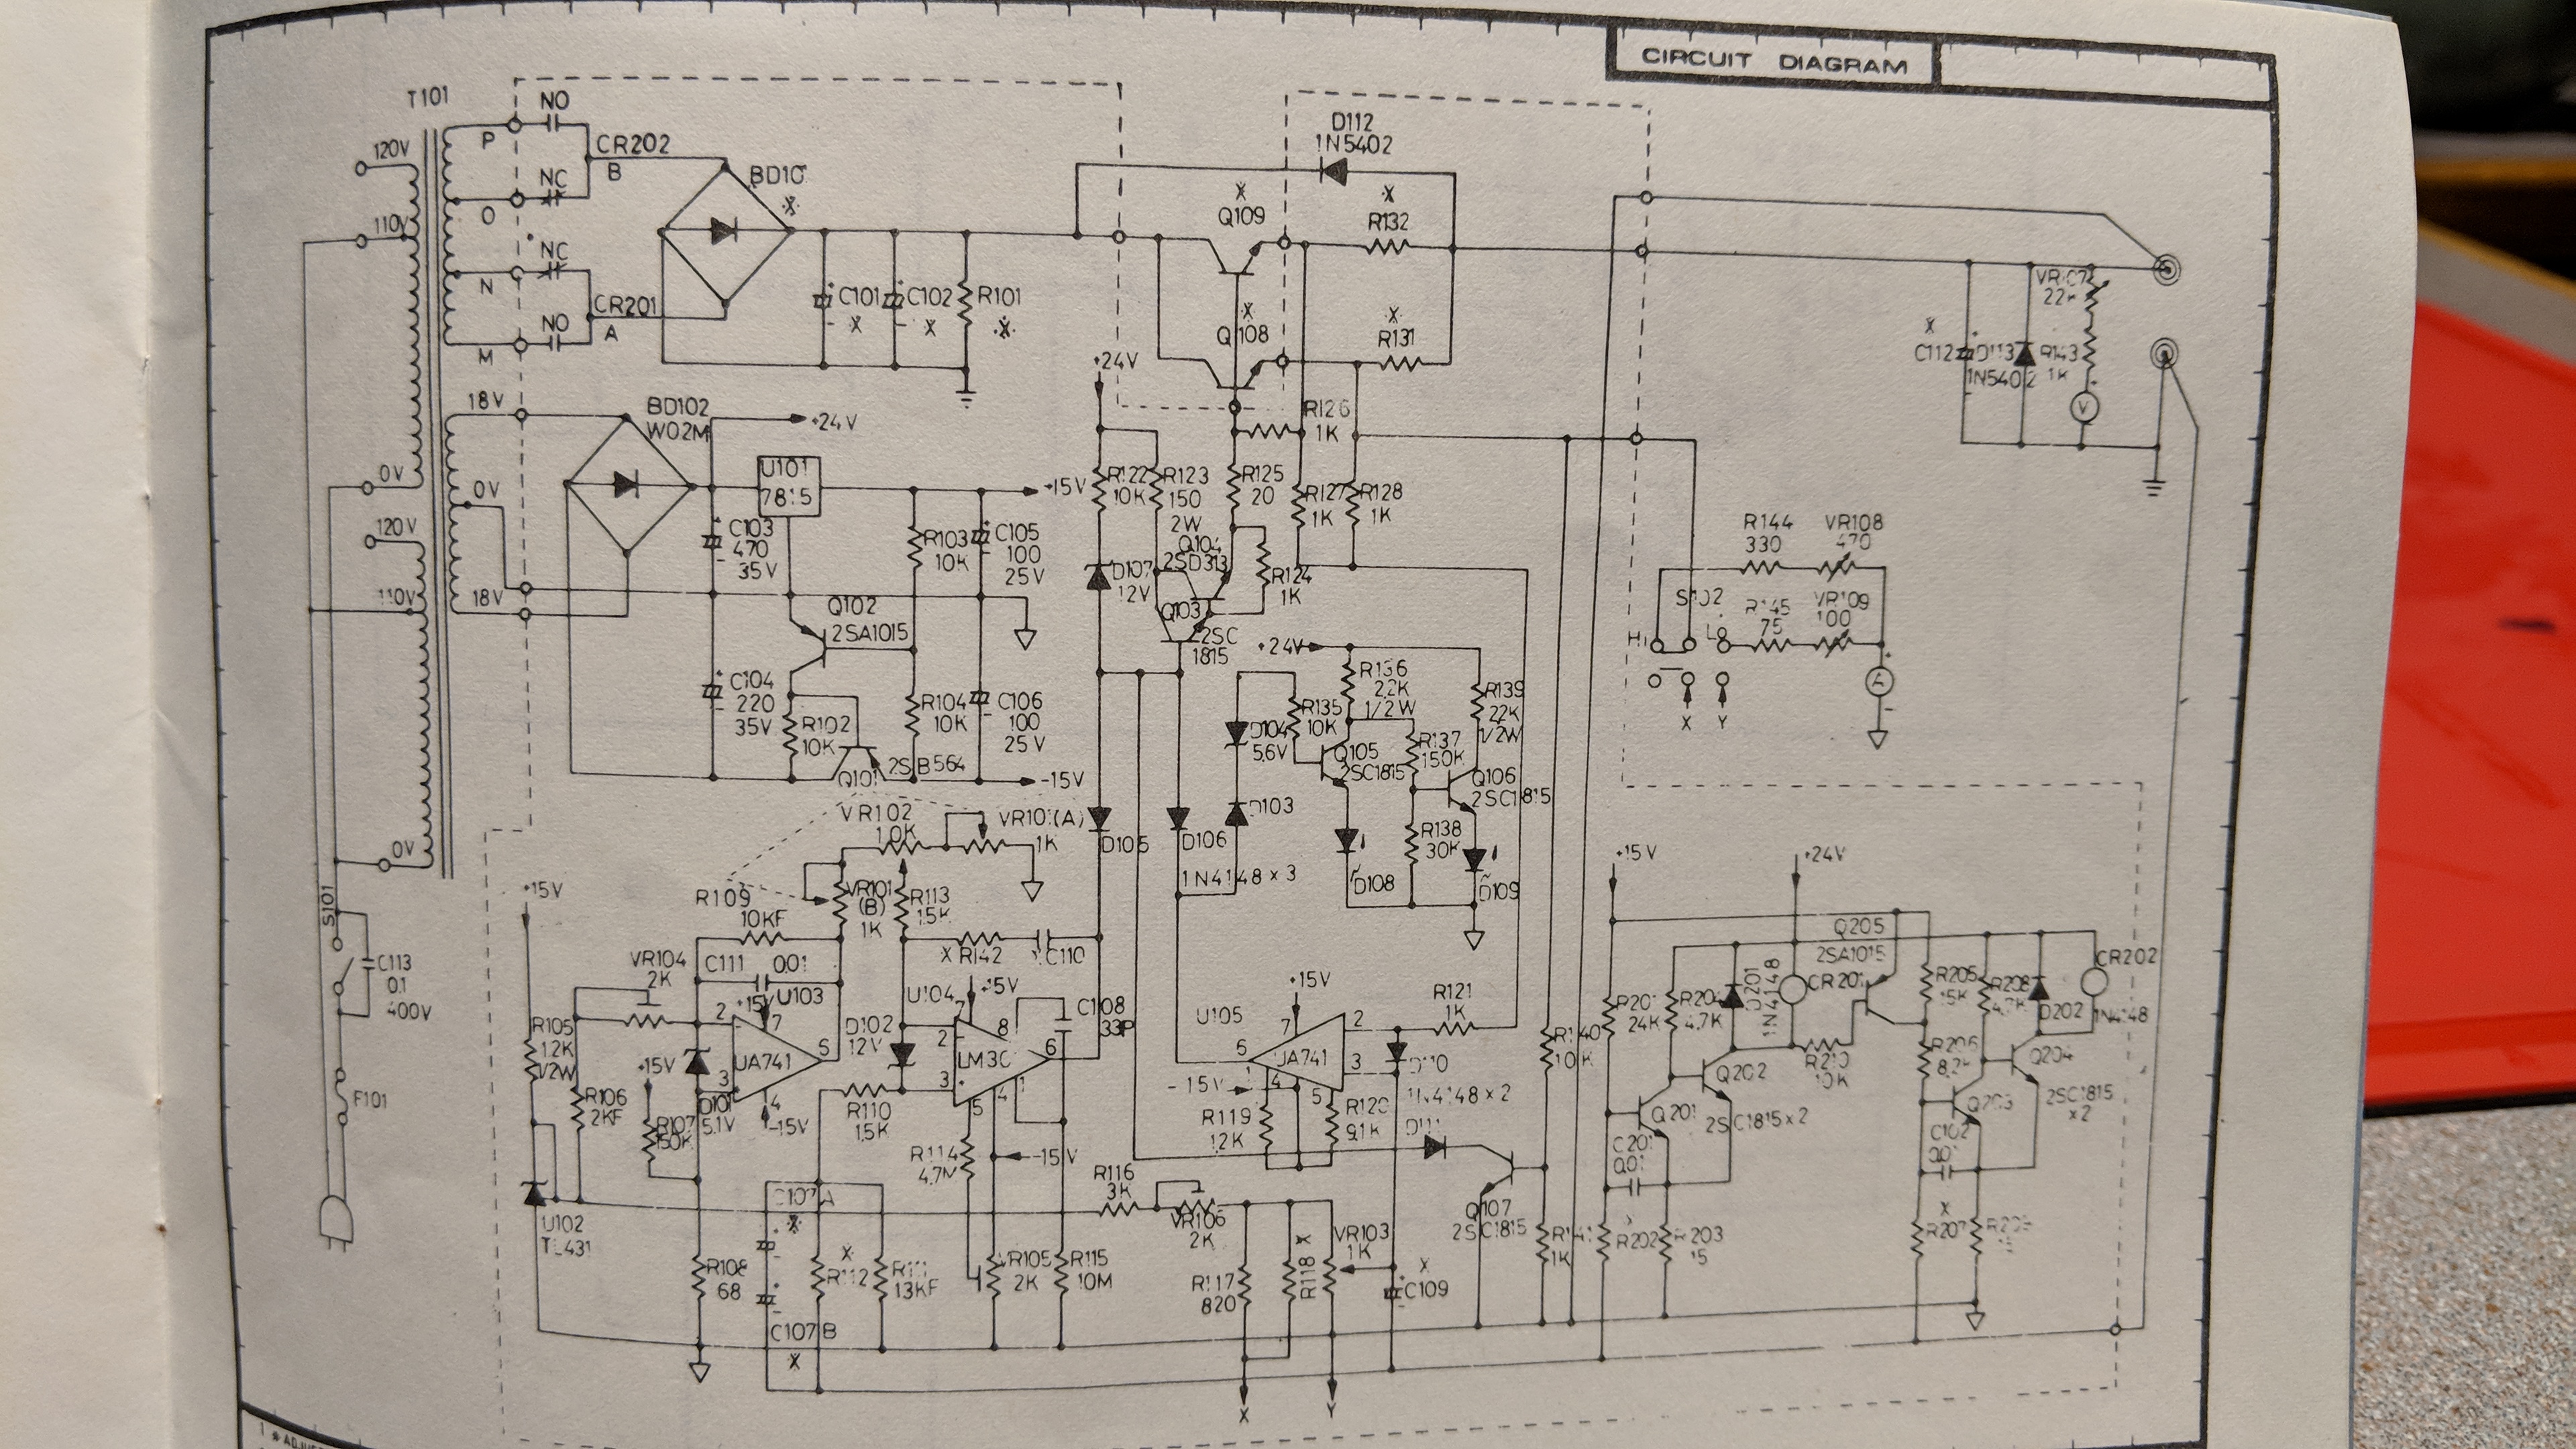 CIRCUIT DIAGRAM
T101
120V
110V
0V
120V
110V
0V
P
O
N
M
NO
NC
NC
NO
CR202
B
CR201
A
BD10
C101
C102
R101
D112
1N5402
Q109
R132
Q108
R131
+24V
18V
0V
18V
BD102
W02M
+24V
U101
7815
+15V
C103
470
35V
R103
10K
C105
100
25V
Q102
2SA1015
C104
220
35V
R102
10K
R104
10K
C106
100
25V
Q101
2SB564
-15V
R122
10K
R123
150
2W
R125
20
R126
1K
R127
1K
R128
1K
Q104
2SD313
D107
12V
R124
1K
Q103
2SC
1815
+24V
R136
2.2K
1/2W
R135
10K
D104
5.6V
R139
22K
1/2W
Q105
2SC1815
R137
150K
Q106
2SC1815
D103
R138
30K
D108
D109
D105
D106
1N4148 x 3
C112
D113
1N5402
R143
1K
22K
V
R144
330
VR108
470
S102
R145
75
VR109
100
Hi
Lo
X
Y
A
VR102
10K
VR101(A)
1K
R109
10KF
VR101
(B)
1K
R113
1.5K
R142
C110
+15V
VR104
2K
C111
0.01
+15V
U103
2
7
3
4
5
UA741
-15V
D102
12V
U104
+15V
C108
33P
2
7
8
6
3
5
4
1
R105
1.2K
1/2W
R106
2KF
+15V
R107
150K
D101
5.1V
R110
1.5K
R114
4.7M
-15V
U102
TL431
R108
68
C107A
C107B
R112
R111
13KF
VR105
2K
R115
10M
R116
3K
VR106
2K
R117
820
R118
VR103
1K
C109
X
Y
U105
+15V
7
2
6
3
1
4
5
UA741
-15V
R121
1K
D110
1N4148 x 2
R119
12K
R120
9.1K
D111
Q107
2SC1815
R140
10K
R141
1K
+15V
+24V
R201
24K
R204
4.7K
D201
1N4148
CR201
Q205
2SA1015
R205
15K
R208
4.7K
D202
1N4148
CR202
R210
10K
Q202
Q201
2SC1815 x 2
R206
8.2K
Q204
2SC1815
x 2
Q203
C201
0.01
C102
0.01
R202
R203
15
R207
S101
C113
0.1
400V
F101